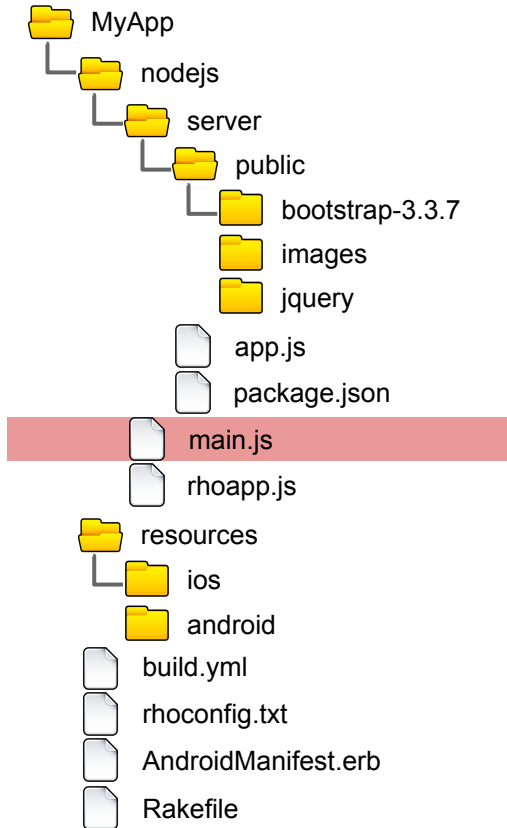 MyApp
nodejs
server
public
bootstrap-3.3.7
images
jquery
app.js
package.json
main.js
rhoapp.js
resources
ios
android
build.yml
rhoconfig.txt
AndroidManifest.erb
Rakefile